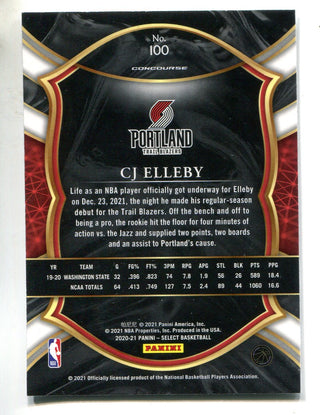 No.
100
CONCOURSE
PORTLAND
TRAIL BLAZERS
CJ ELLEBY
Life as an NBA player officially got underway for Elleby
on Dec. 23, 2021, the night he made his regular-season
debut for the Trail Blazers. Off the bench and off to
being a pro, the rookie hit the floor for four minutes of
action vs. the Jazz and supplied two points, two boards
and an assist to Portland's cause.
YR TEAM G FG% FT% 3PM RPG APG STL BLK PTS PPG
19-20 WASHINGTON STATE 32 .396 .823 74 7.8 1.9 56 26 589 18.4
NCAA TOTALS 64 .413 .749 127 7.5 2.4 89 44 1060 16.6
帕尼尼 © 2021 Panini America, Inc.
© 2021 NBA Properties, Inc. Produced in the USA.
2020-21 PANINI – SELECT BASKETBALL
PANINI
NBA
© 2021 Officially licensed product of the National Basketball Players Association.